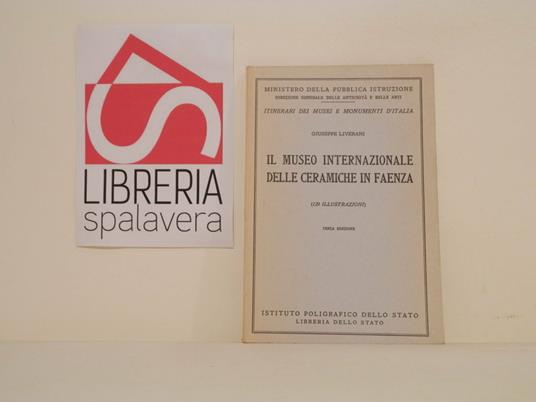 LIBRERIA
spalavera
MINISTERO DELLA PUBBLICA ISTRUZIONE
DIREZIONE GENERALE DELLE ANTICHITÀ E BELLE ARTI
ITINERARI DEI MUSEI E MONUMENTI D'ITALIA
GIUSEPPE LIVERANI
IL MUSEO INTERNAZIONALE
DELLE CERAMICHE IN FAENZA
ILLUSTRAZIONI)
TERZA EDIZIONE
ISTITUTO POLIGRAFICO DELLO STATO
LIBRERIA DELLO STATO